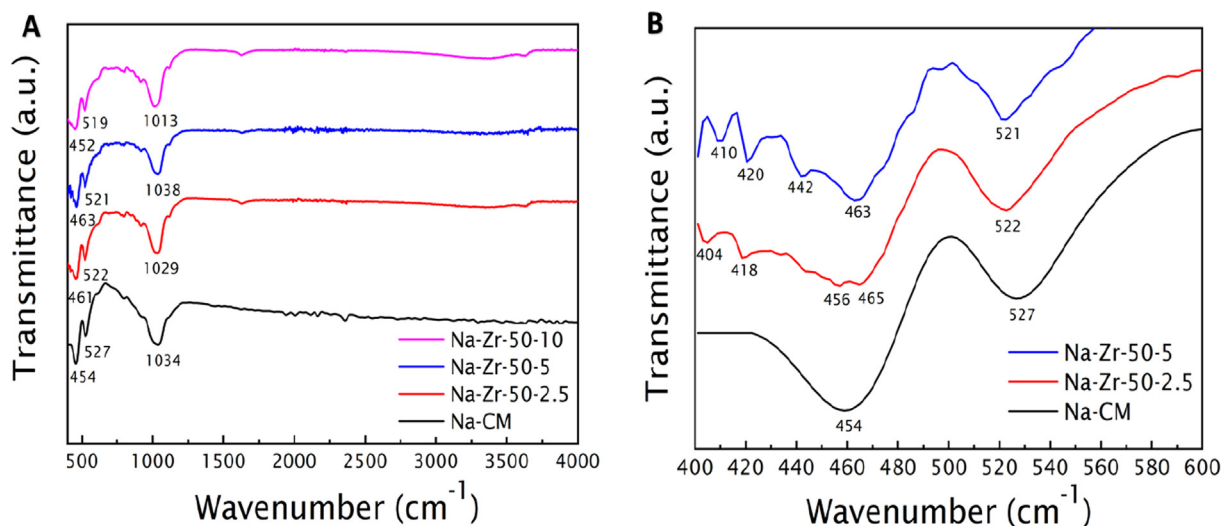 A
Transmittance (a.u.)
519
452
1013
521
463
1038
522
461
1029
527
454
1034
Na-Zr-50-10
Na-Zr-50-5
Na-Zr-50-2.5
Na-CM
500 1000 1500 2000 2500 3000 3500 4000
Wavenumber (cm⁻¹)
B
Transmittance (a.u.)
410
420
442
463
521
404
418
456
465
522
454
527
Na-Zr-50-5
Na-Zr-50-2.5
Na-CM
400 420 440 460 480 500 520 540 560 580 600
Wavenumber (cm⁻¹)